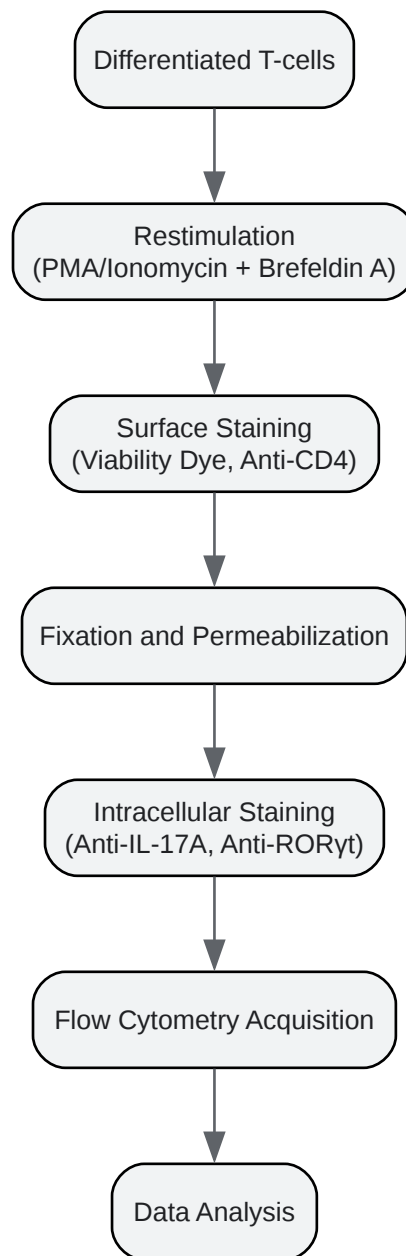 Differentiated T-cells
Restimulation
(PMA/Ionomycin + Brefeldin A)
Surface Staining
(Viability Dye, Anti-CD4)
Fixation and Permeabilization
Intracellular Staining
(Anti-IL-17A, Anti-RORγt)
Flow Cytometry Acquisition
Data Analysis